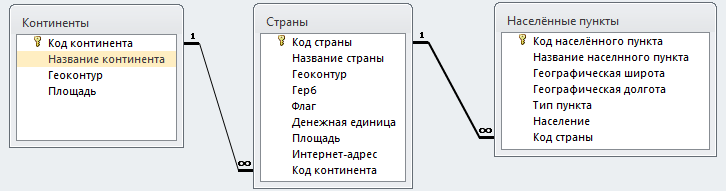 Континенты
Код континента
Название континента
Геоконтур
Площадь
1
∞
Страны
Код страны
Название страны
Геоконтур
Герб
Флаг
Денежная единица
Площадь
Интернет-адрес
Код континента
1
∞
Населённые пункты
Код населённого пункта
Название населнного пункта
Географическая широта
Географическая долгота
Тип пункта
Население
Код страны